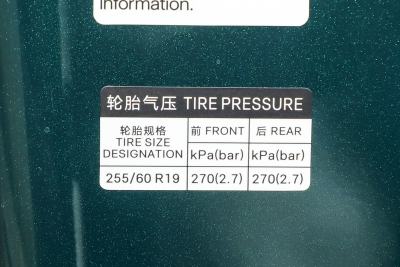 information.
轮胎气压 TIRE PRESSURE
轮胎规格
TIRE SIZE
DESIGNATION
前 FRONT
后 REAR
kPa(bar)
kPa(bar)
255/60 R19
270(2.7)
270(2.7)